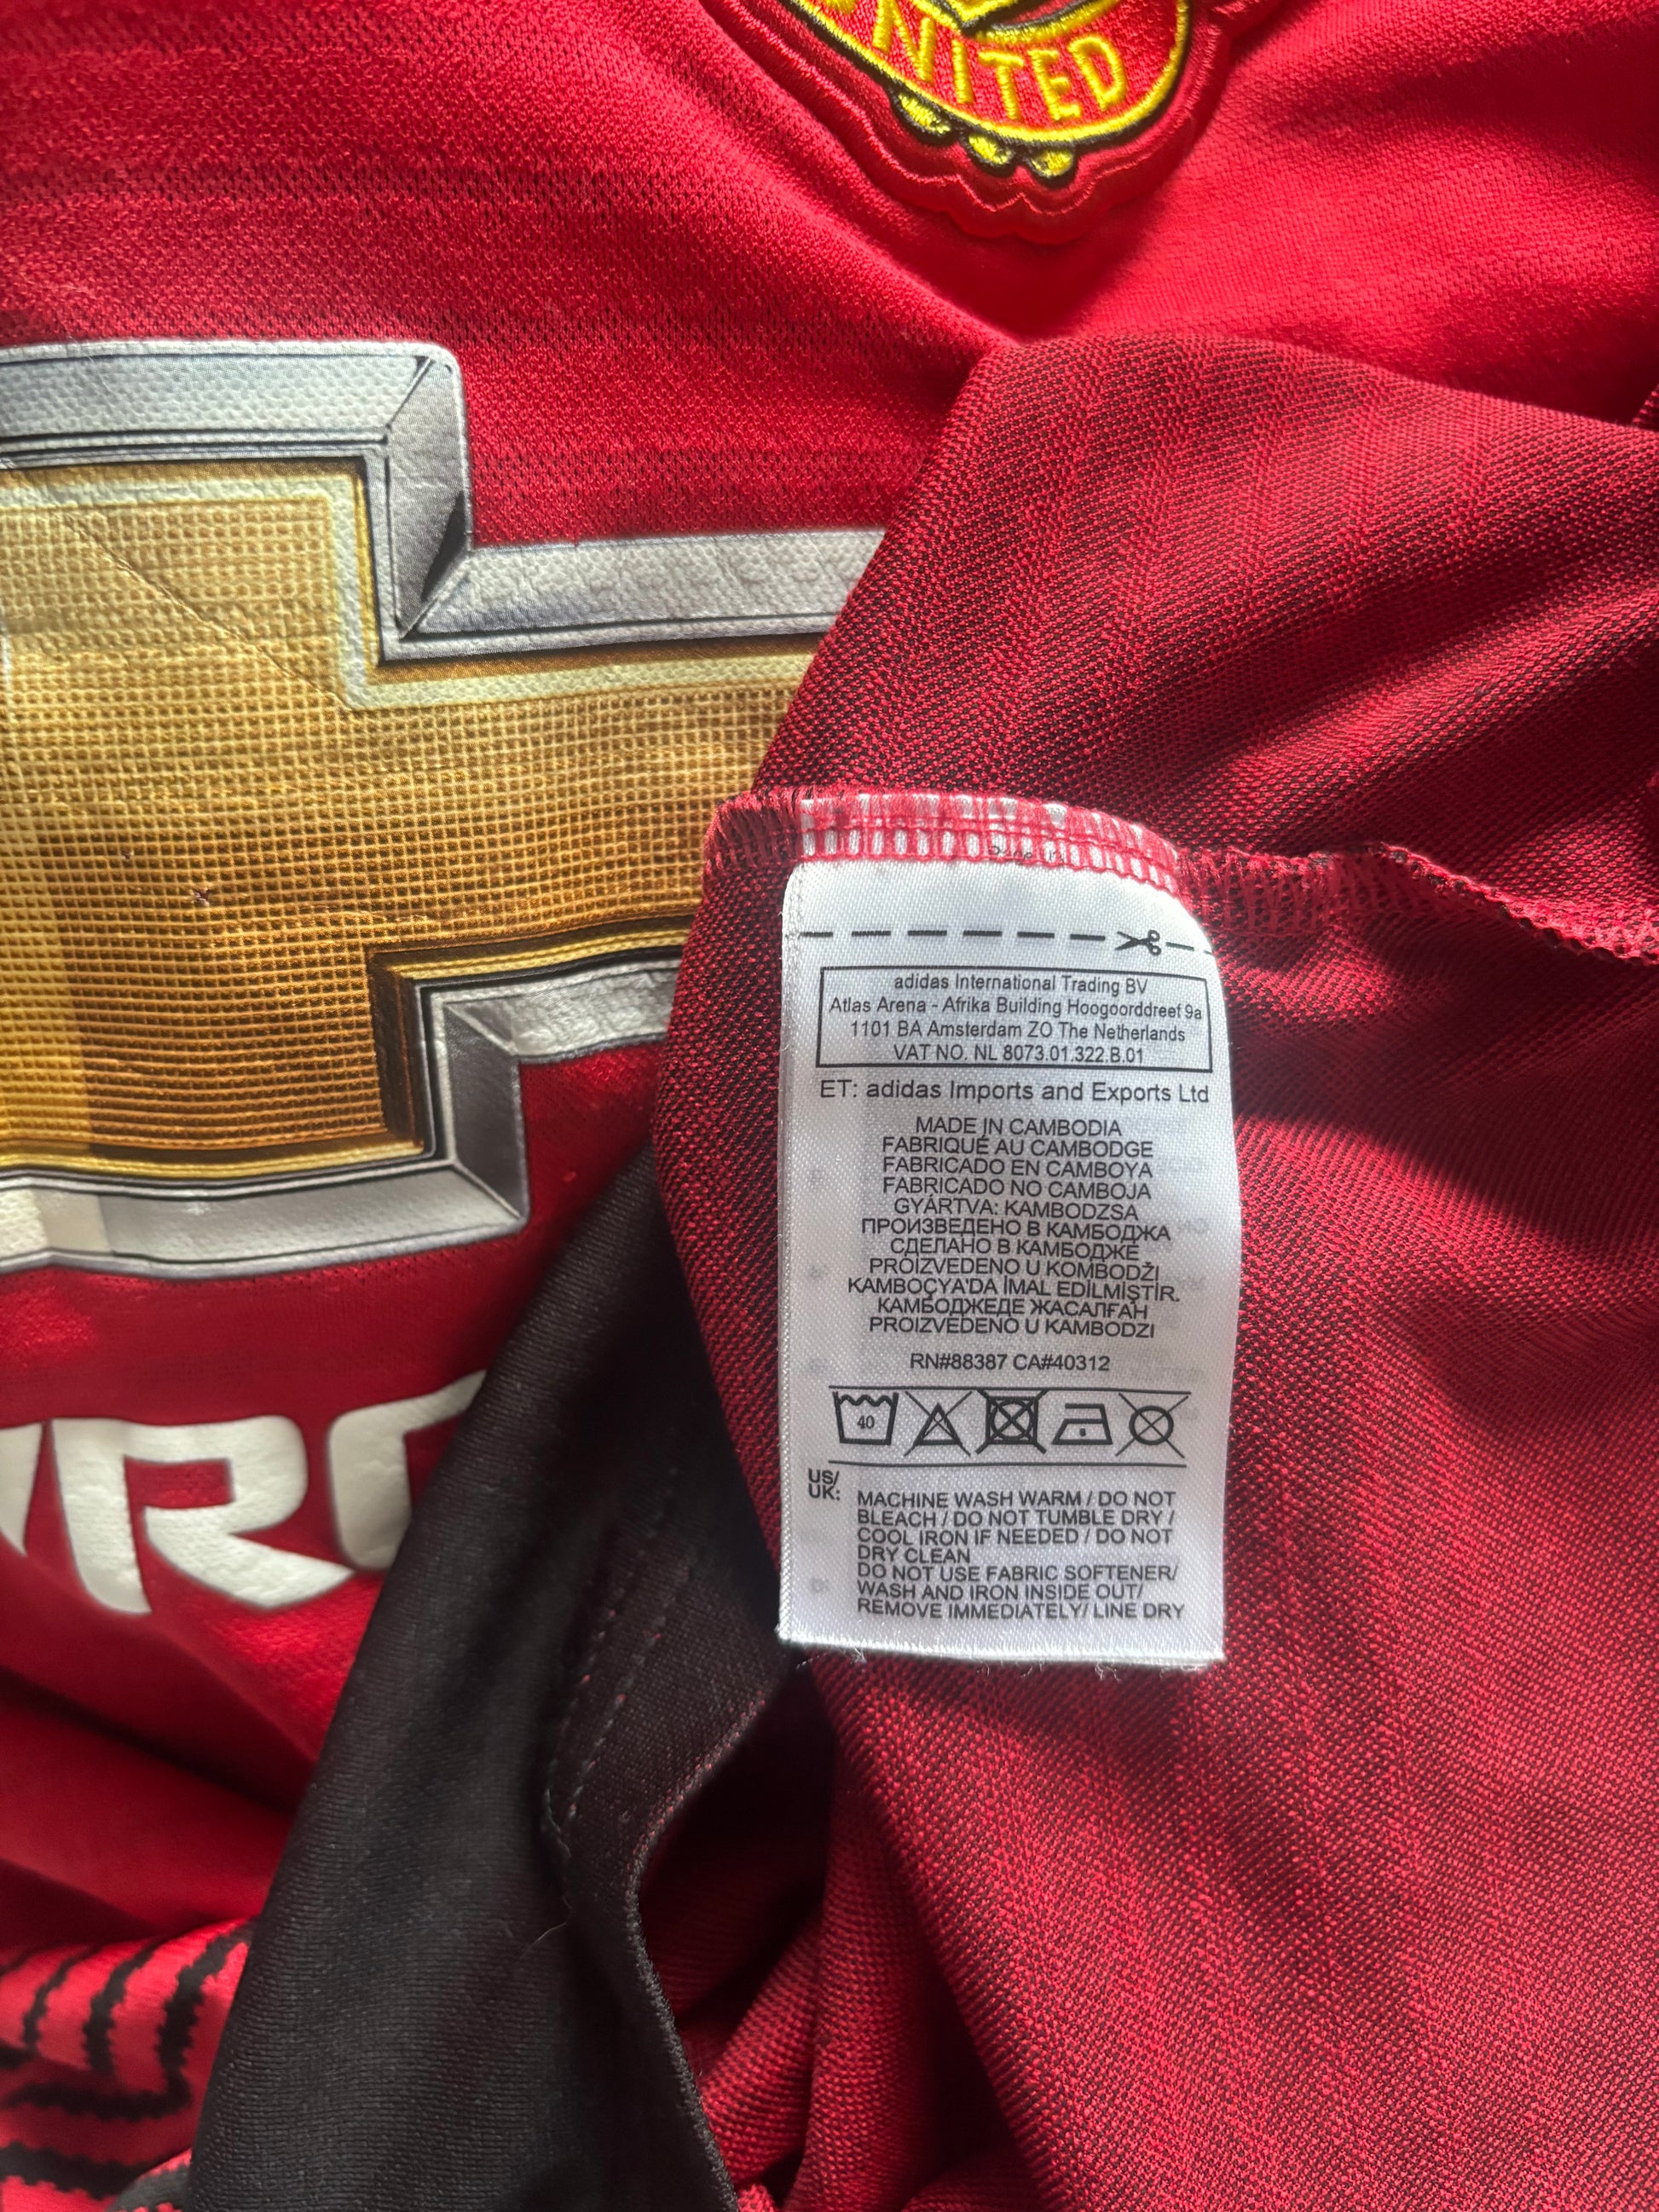 UNITED
adidas International Trading BV
Atlas Arena - Afrika Building Hoogoorddreef 9a
1101 BA Amsterdam ZO The Netherlands
VAT NO. NL 8073.01.322.B.01
ET: adidas Imports and Exports Ltd
MADE IN CAMBODIA
FABRIQUÉ AU CAMBODGE
FABRICADO EN CAMBOYA
FABRICADO NO CAMBOJA
GYÁRTVA: KAMBODZSA
ПРОИЗВЕДЕНО В КАМБОДЖА
СДЕЛАНО В КАМБОДЖЕ
PROIZVEDENO U KOMBODŽI
KAMBOÇYA'DA İMAL EDİLMİŞTİR.
КАМБОДЖЕДЕ ЖАСАЛҒАН
PROIZVEDENO U KAMBODZI
RN#88387 CA#40312
40
US/
UK:
MACHINE WASH WARM / DO NOT
BLEACH / DO NOT TUMBLE DRY /
COOL IRON IF NEEDED / DO NOT
DRY CLEAN
DO NOT USE FABRIC SOFTENER/
WASH AND IRON INSIDE OUT/
REMOVE IMMEDIATELY/ LINE DRY